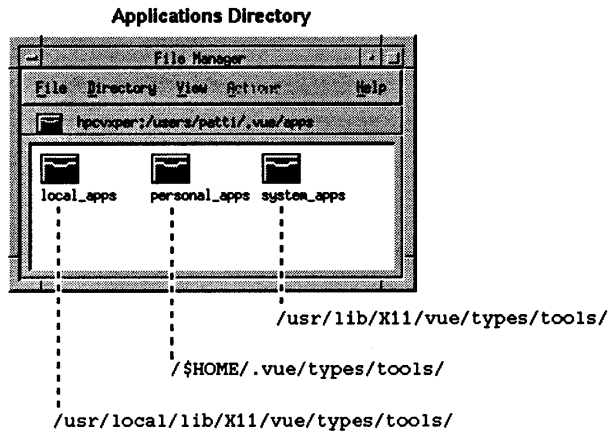 Applications Directory
File Manager
File Directory View Actions Help
hpcvxper:/users/patti/.vue/apps
local_apps personal_apps system_apps
/usr/lib/X11/vue/types/tools/
/$HOME/.vue/types/tools/
/usr/local/lib/X11/vue/types/tools/